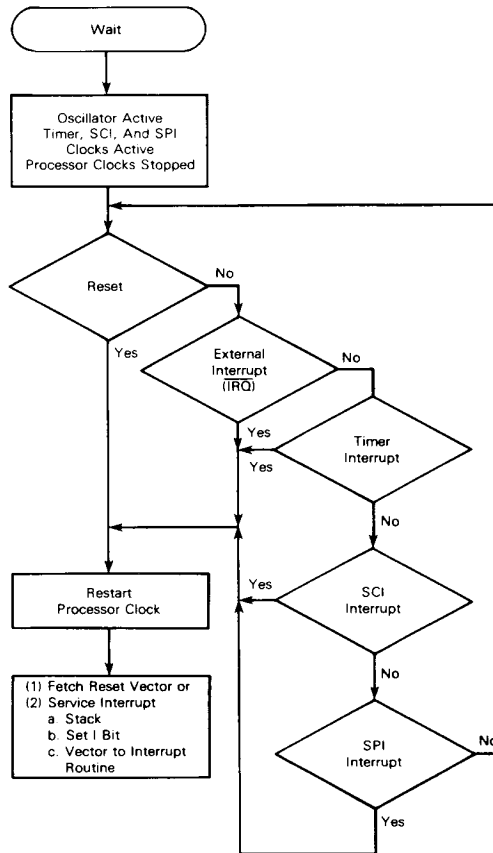 Wait
Oscillator Active
Timer, SCI, And SPI
Clocks Active
Processor Clocks Stopped
Reset
No
Yes
External
Interrupt
(IRQ)
No
Yes
Timer
Interrupt
Yes
No
SCI
Interrupt
Yes
No
Restart
Processor Clock
(1) Fetch Reset Vector or
(2) Service Interrupt
a. Stack
b. Set I Bit
c. Vector to Interrupt
Routine
SPI
Interrupt
No
Yes